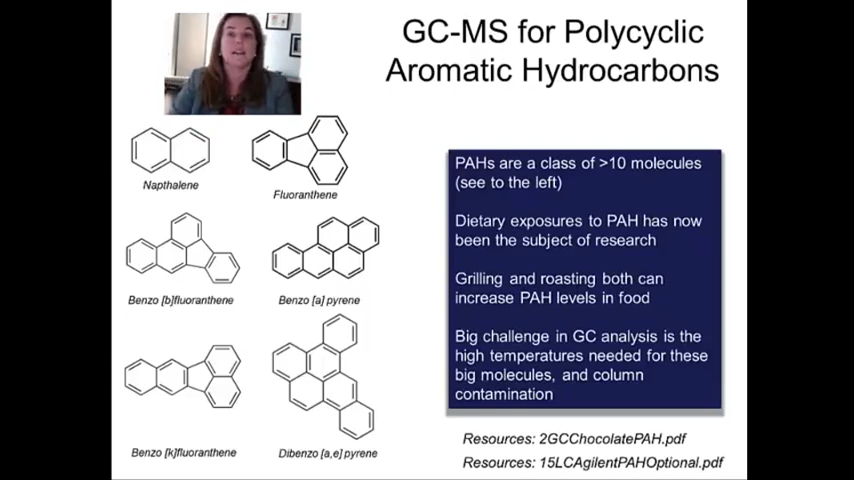 GC-MS for Polycyclic
Aromatic Hydrocarbons
Napthalene
Fluoranthene
Benzo [b]fluoranthene
Benzo [a] pyrene
Benzo [k]fluoranthene
Dibenzo [a,e] pyrene
PAHs are a class of >10 molecules
(see to the left)
Dietary exposures to PAH has now
been the subject of research
Grilling and roasting both can
increase PAH levels in food
Big challenge in GC analysis is the
high temperatures needed for these
big molecules, and column
contamination
Resources: 2GCChocolatePAH.pdf
Resources: 15LCAgilentPAHOptional.pdf